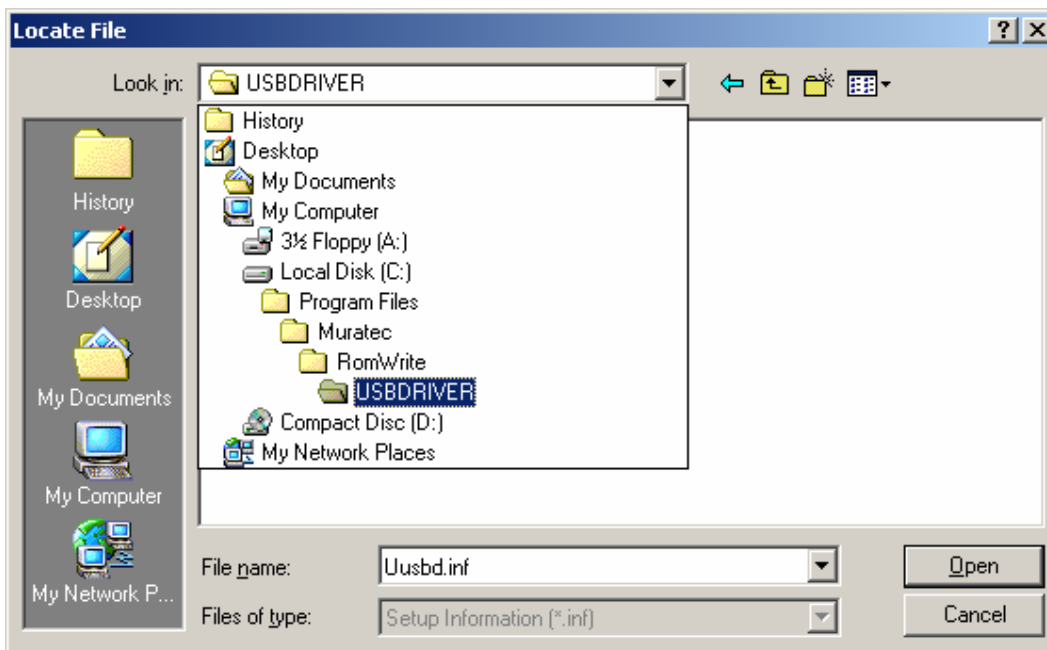 Locate File
Look in: USBDRIVER
History
Desktop
My Documents
My Computer
3½ Floppy (A:)
Local Disk (C:)
Program Files
Muratec
RomWrite
USBDRIVER
Compact Disc (D:)
My Network Places
History
Desktop
My Documents
My Computer
My Network P...
File name: Uusbd.inf Open
Files of type: Setup Information (*.inf) Cancel